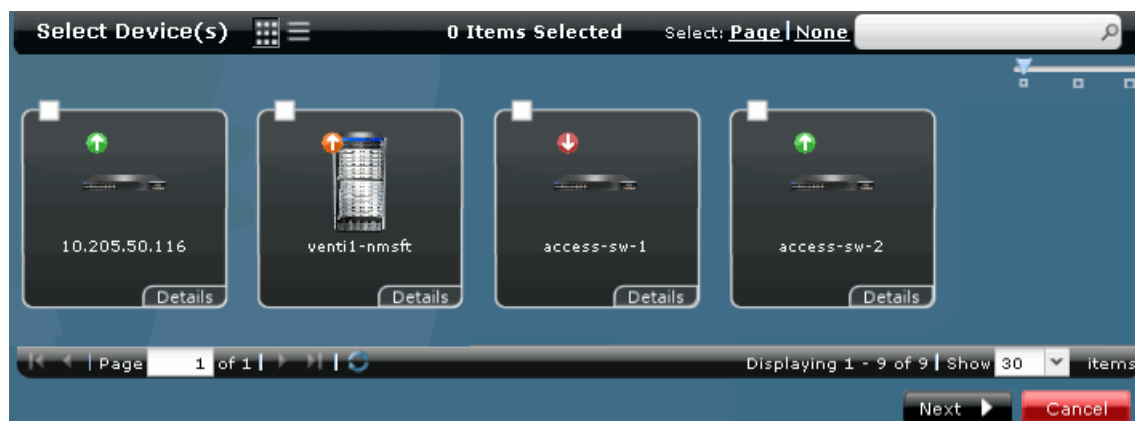 Select Device(s) 0 Items Selected Select: Page | None
10.205.50.116 venti1-nmsft access-sw-1 access-sw-2
Details Details Details Details
Page 1 of 1 Displaying 1 - 9 of 9 Show 30 items
Next Cancel